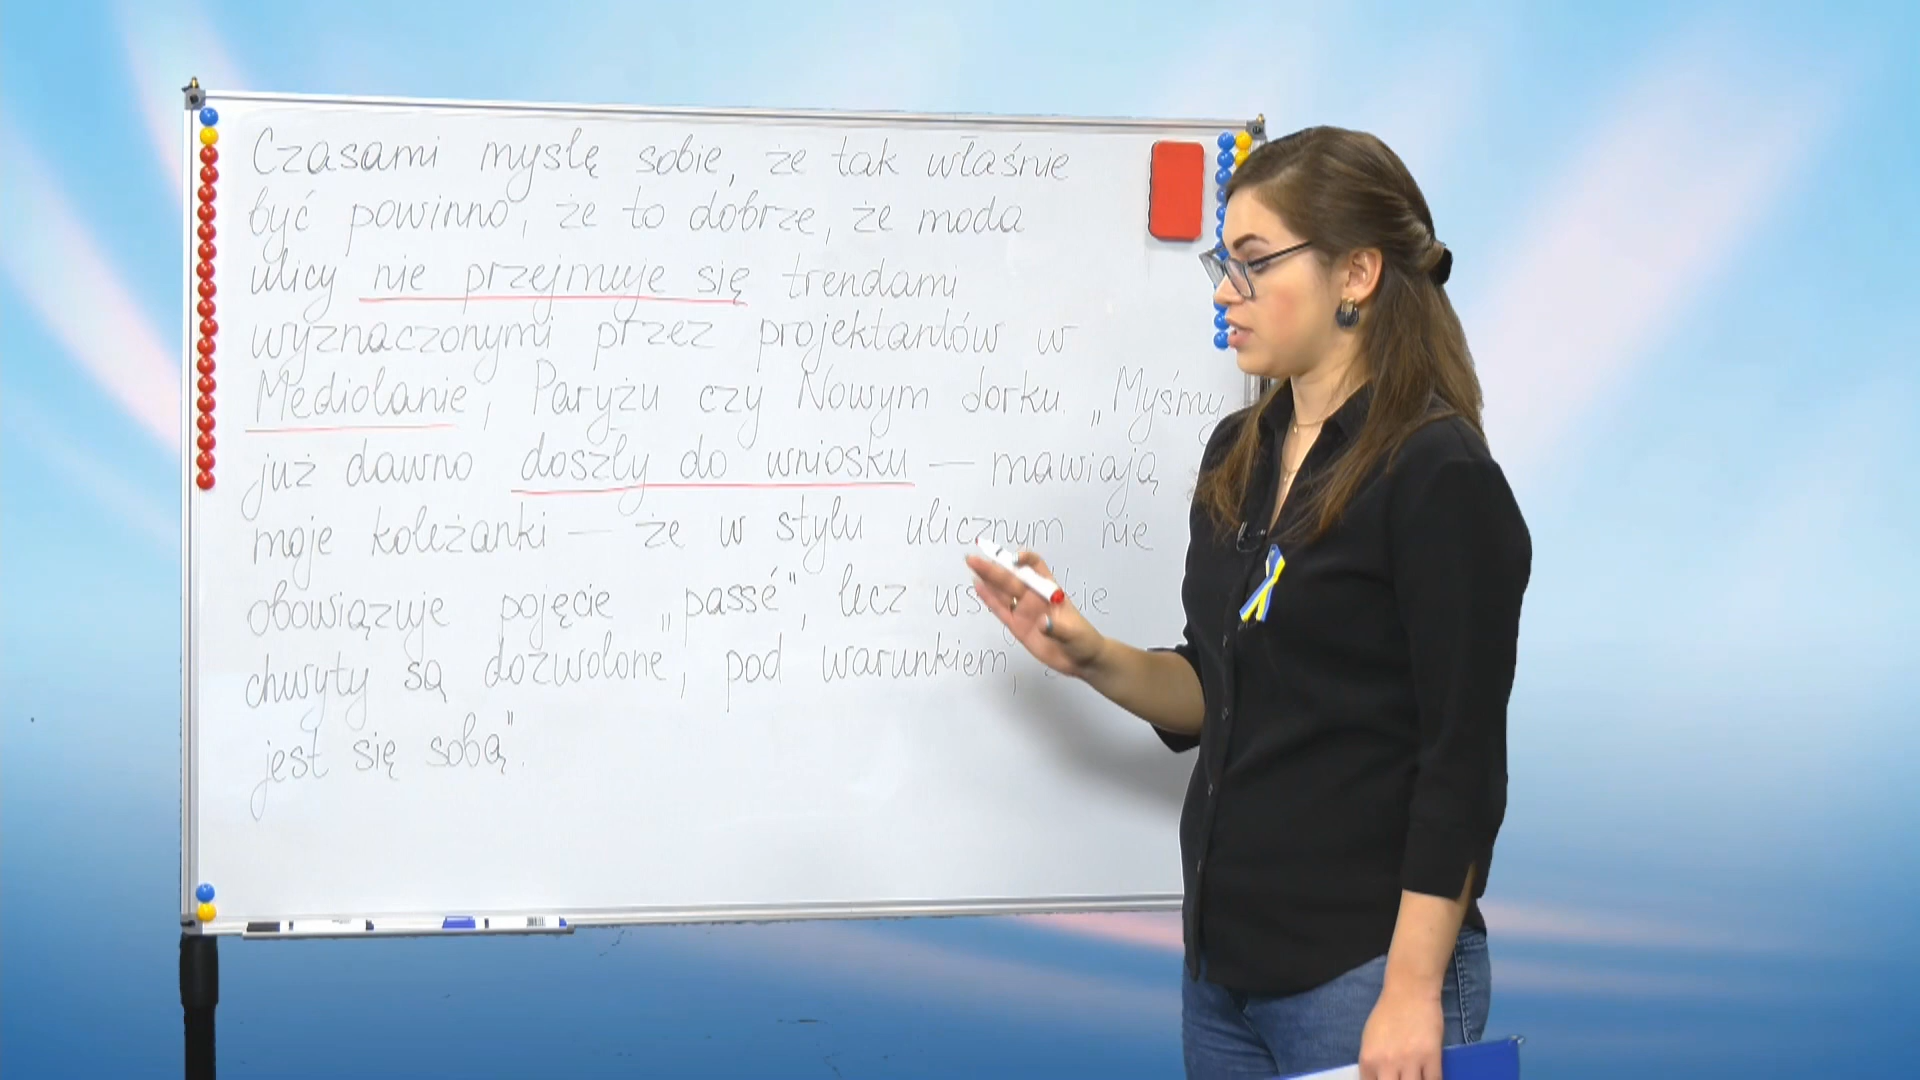 Czasami myślę sobie, że tak właśnie
być powinno, że to dobrze, że moda
ulicy nie przejmuje się trendami
wyznaczonymi przez projektantów w
Mediolanie, Paryżu czy Nowym Jorku. „Myśmy
już dawno doszły do wniosku — mawiają
moje koleżanki — że w stylu ulicznym nie
obowiązuje pojęcie „passé", lecz
chwyty są dozwolone, pod warunkiem,
jest się sobą".